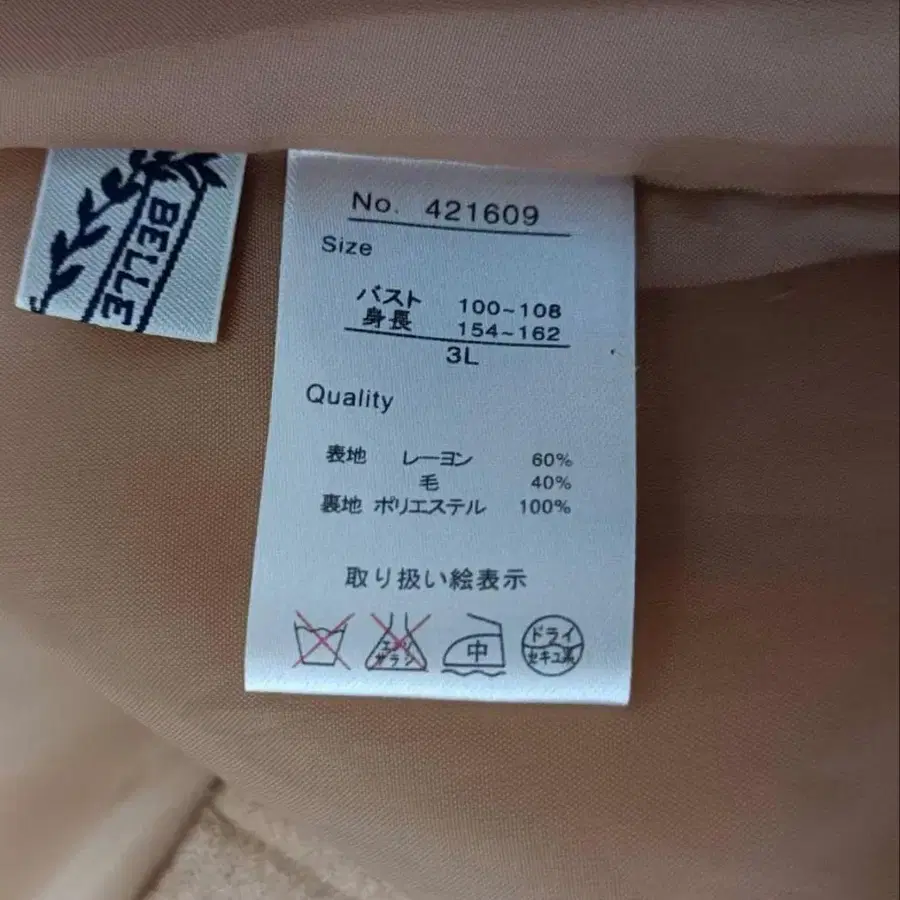 BELLE
No. 421609
Size
バスト 100~108
身長 154~162
3L
Quality
表地 レーヨン 60%
毛 40%
裏地 ポリエステル 100%
取り扱い絵表示
エンソ
サラシ
中
ドライ
セキユ系